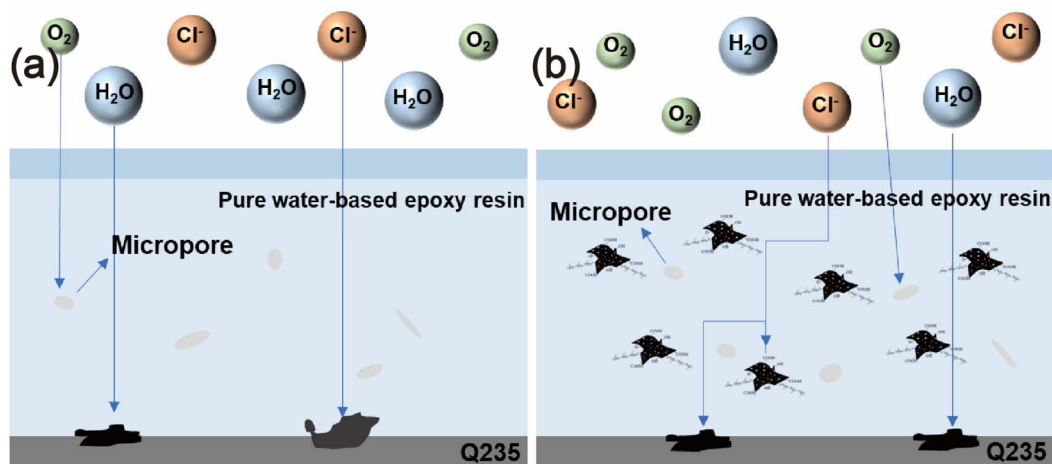 (a)
O₂
Cl⁻
Cl⁻
O₂
H₂O
H₂O
H₂O
Pure water-based epoxy resin
Micropore
Q235
(b)
O₂
H₂O
O₂
Cl⁻
Cl⁻
O₂
Cl⁻
H₂O
Pure water-based epoxy resin
Micropore
Q235